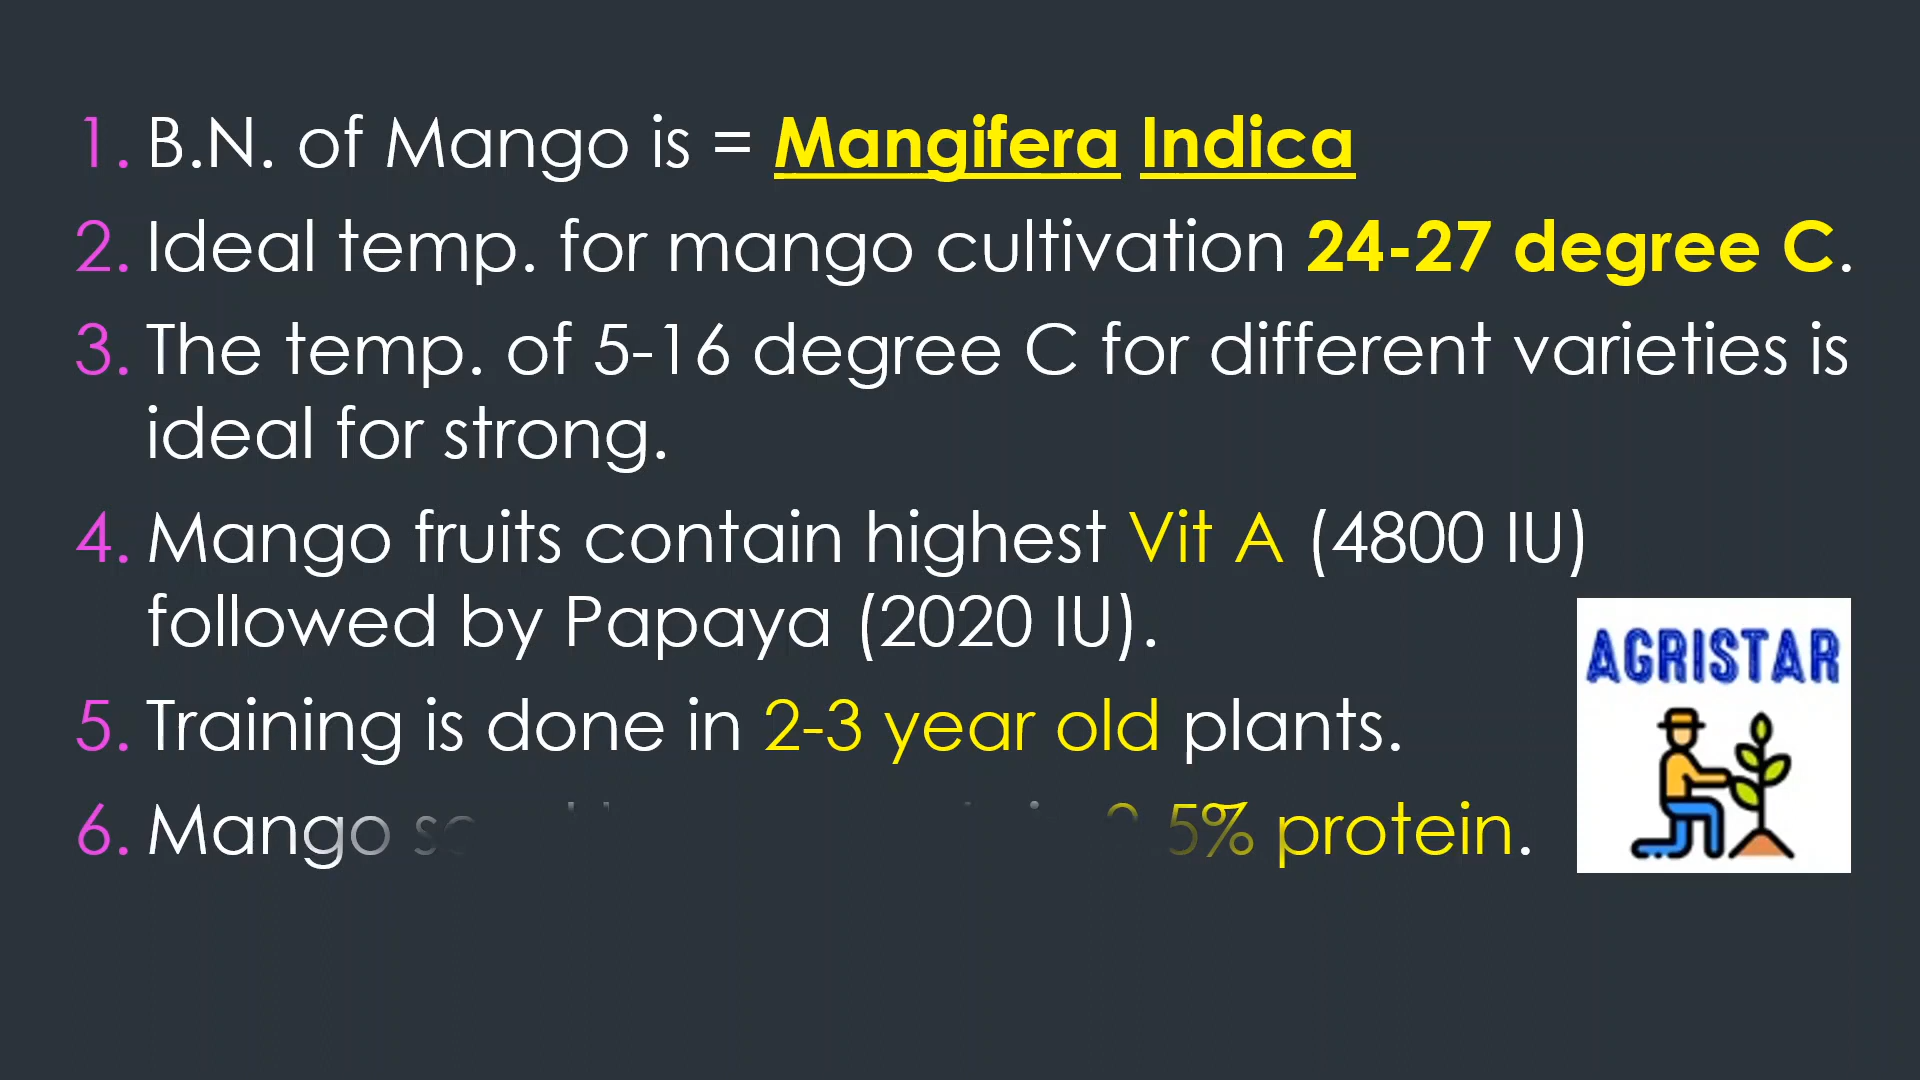 1. B.N. of Mango is = Mangifera Indica
2. Ideal temp. for mango cultivation 24-27 degree C.
3. The temp. of 5-16 degree C for different varieties is
ideal for strong.
4. Mango fruits contain highest Vit A (4800 IU)
followed by Papaya (2020 IU).
5. Training is done in 2-3 year old plants.
6. Mango 5% protein.
AGRISTAR